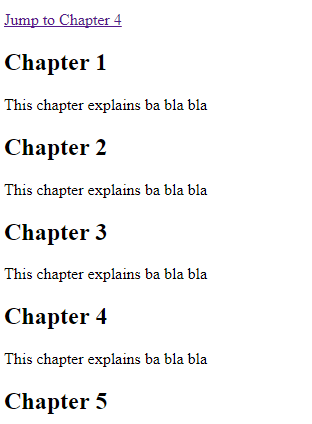 Jump to Chapter 4
Chapter 1
This chapter explains ba bla bla
Chapter 2
This chapter explains ba bla bla
Chapter 3
This chapter explains ba bla bla
Chapter 4
This chapter explains ba bla bla
Chapter 5